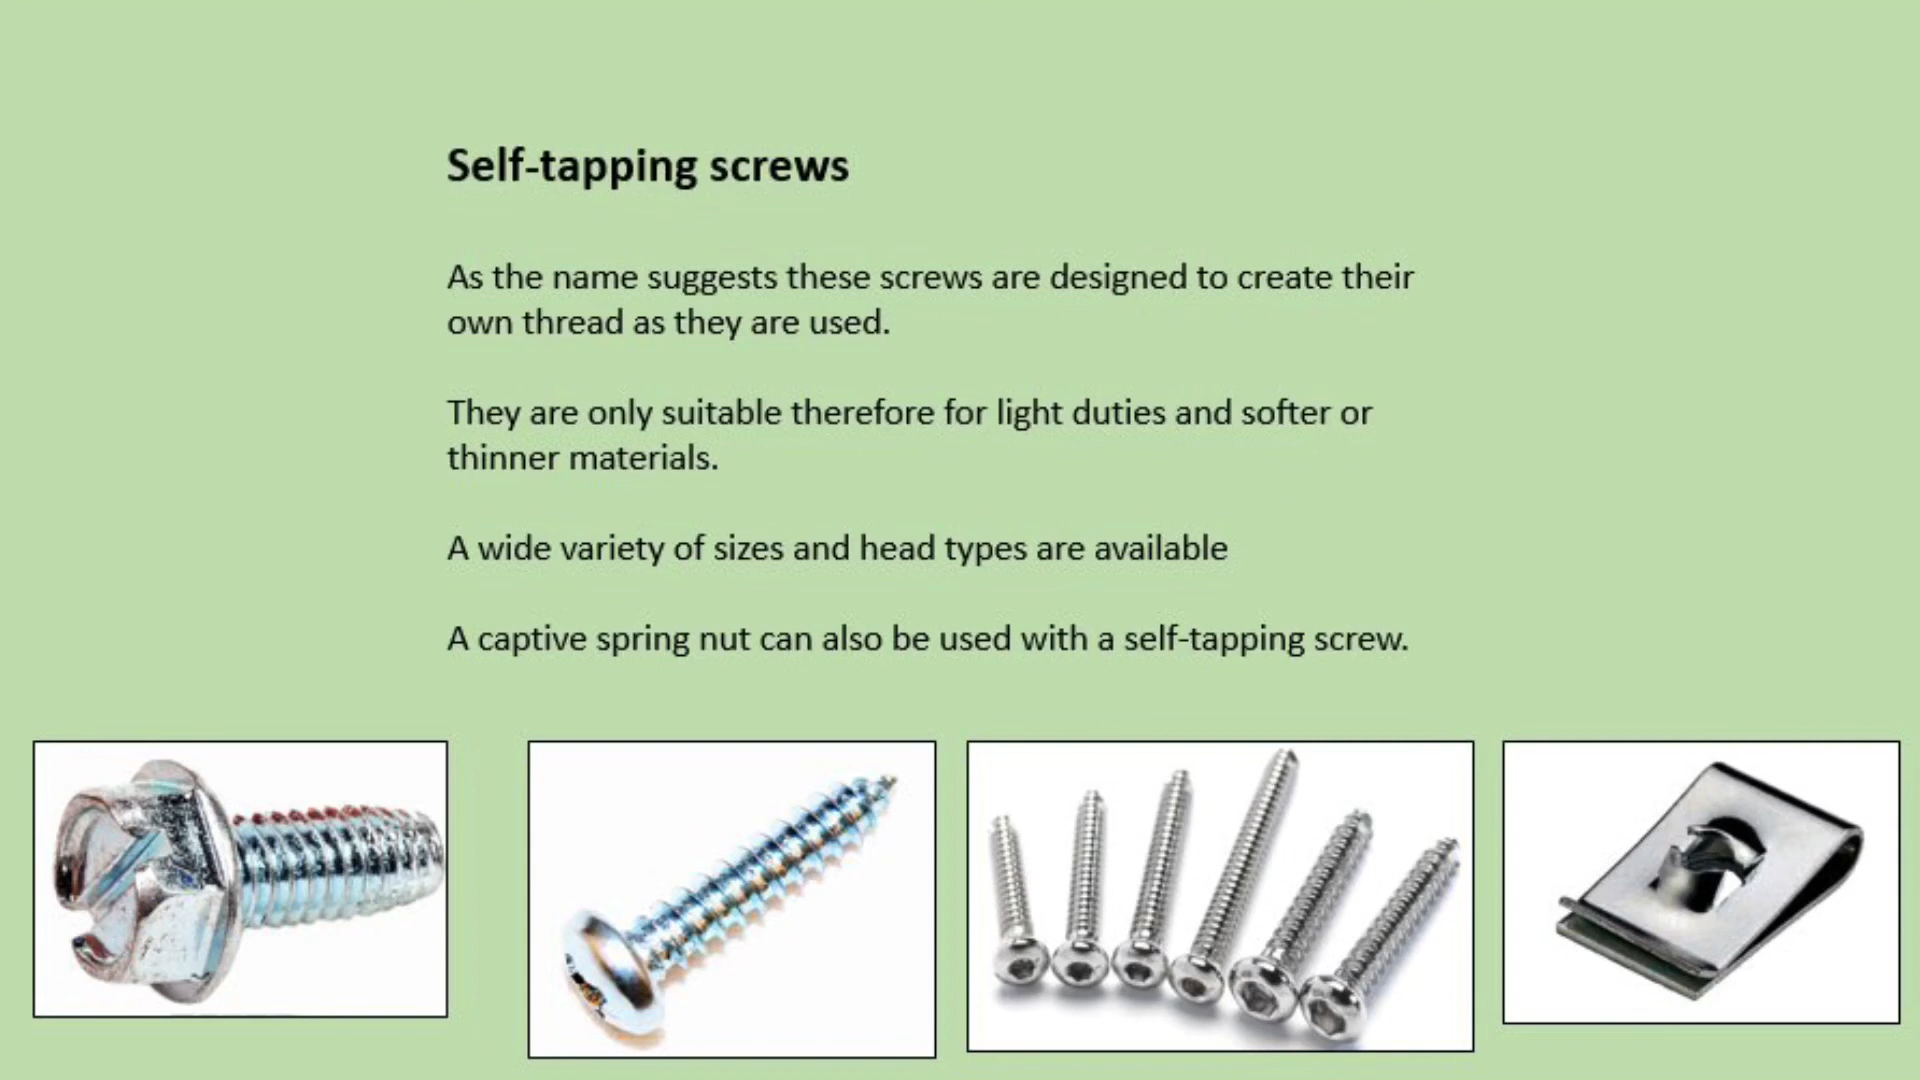 Self-tapping screws
As the name suggests these screws are designed to create their
own thread as they are used.
They are only suitable therefore for light duties and softer or
thinner materials.
A wide variety of sizes and head types are available
A captive spring nut can also be used with a self-tapping screw.